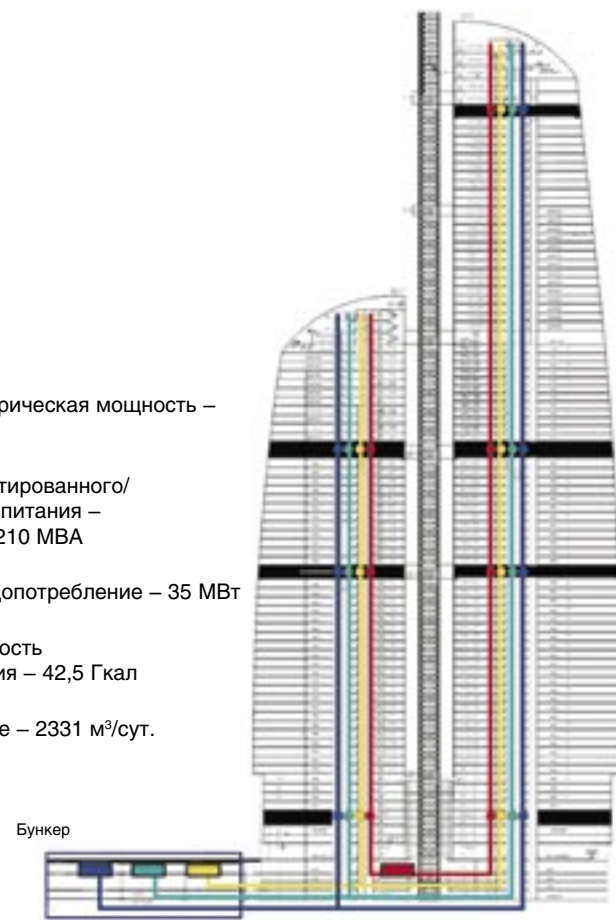 рическая мощность –
тированного/
питания –
210 МВА
допотребление – 35 МВт
ость
ия – 42,5 Гкал
е – 2331 м³/сут.
Бункер